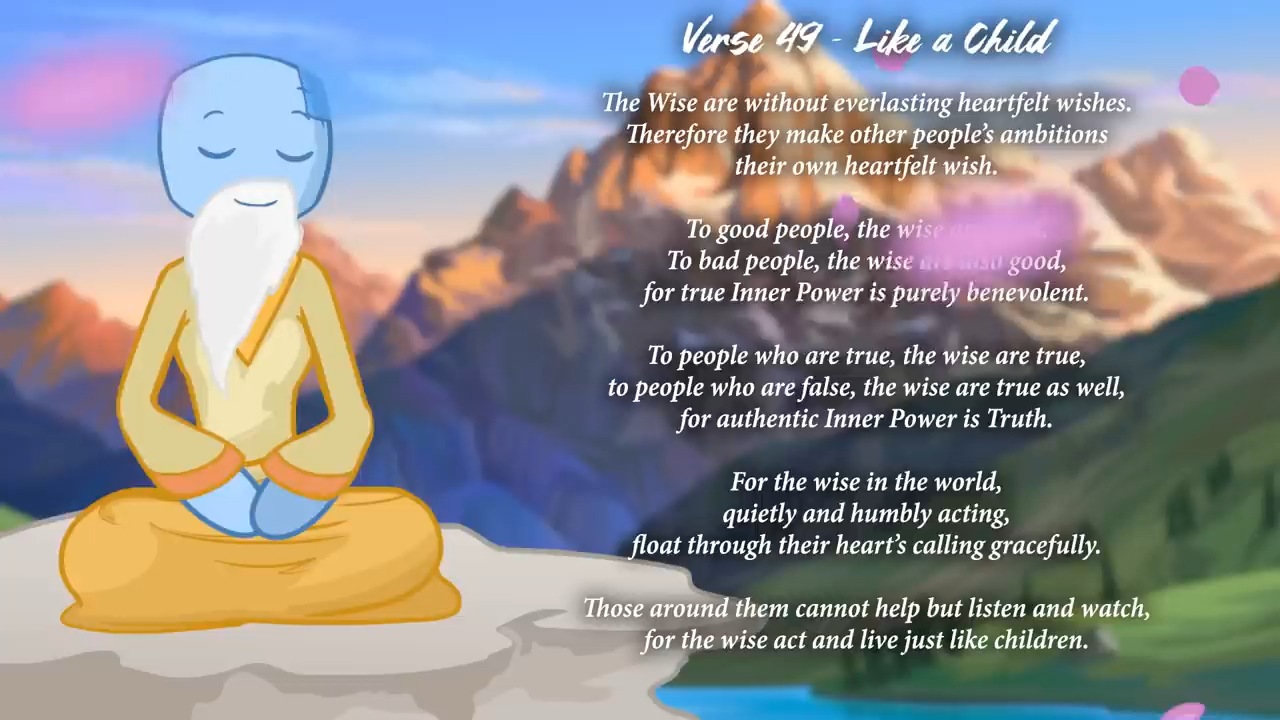 Verse 49 - Like a Child
The Wise are without everlasting heartfelt wishes.
Therefore they make other people's ambitions
their own heartfelt wish.
To good people, the wise
To bad people, the wise are also good,
for true Inner Power is purely benevolent.
To people who are true, the wise are true,
to people who are false, the wise are true as well,
for authentic Inner Power is Truth.
For the wise in the world,
quietly and humbly acting,
float through their heart's calling gracefully.
Those around them cannot help but listen and watch,
for the wise act and live just like children.